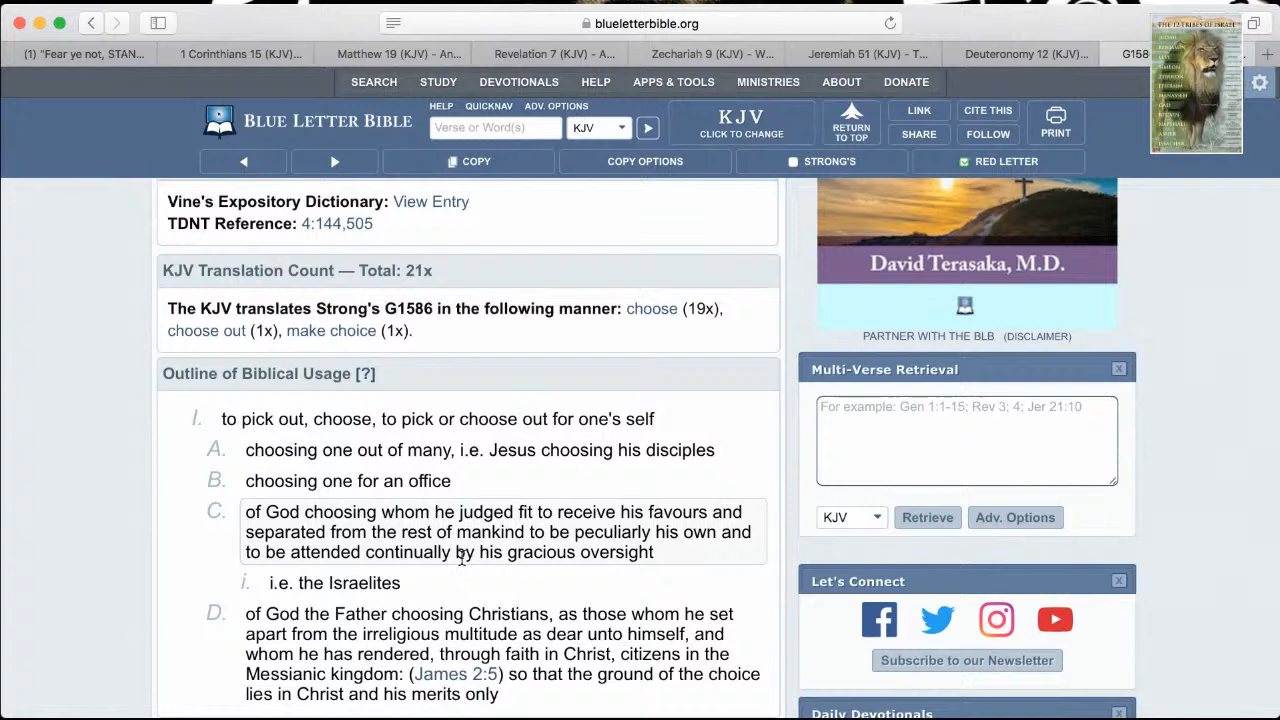 blueletterbible.org
(1) "Fear ye not, STAN...
1 Corinthians 15 (KJV)...
Matthew 19 (KJV) - An...
Revelation 7 (KJV) - A...
Zechariah 9 (KJV) - W...
Jeremiah 51 (KJV) - T...
Deuteronomy 12 (KJV)...
G158
THE 12 TRIBES OF ISRAEL
SEARCH STUDY DEVOTIONALS HELP APPS & TOOLS MINISTRIES ABOUT DONATE
BLUE LETTER BIBLE
HELP QUICKNAV ADV. OPTIONS
Verse or Word(s)
KJV
KJV
CLICK TO CHANGE
RETURN
TO TOP
LINK
SHARE
CITE THIS
FOLLOW
PRINT
COPY
COPY OPTIONS
STRONG'S
RED LETTER
Vine's Expository Dictionary: View Entry
TDNT Reference: 4:144,505
KJV Translation Count — Total: 21x
The KJV translates Strong's G1586 in the following manner: choose (19x),
choose out (1x), make choice (1x).
Outline of Biblical Usage [?]
I. to pick out, choose, to pick or choose out for one's self
A. choosing one out of many, i.e. Jesus choosing his disciples
B. choosing one for an office
C. of God choosing whom he judged fit to receive his favours and
separated from the rest of mankind to be peculiarly his own and
to be attended continually by his gracious oversight
i. i.e. the Israelites
D. of God the Father choosing Christians, as those whom he set
apart from the irreligious multitude as dear unto himself, and
whom he has rendered, through faith in Christ, citizens in the
Messianic kingdom: (James 2:5) so that the ground of the choice
lies in Christ and his merits only
David Terasaka, M.D.
PARTNER WITH THE BLB (DISCLAIMER)
Multi-Verse Retrieval
X
For example: Gen 1:1-15; Rev 3; 4; Jer 21:10
KJV
Retrieve
Adv. Options
Let's Connect
X
Subscribe to our Newsletter
Daily Devotionals
X